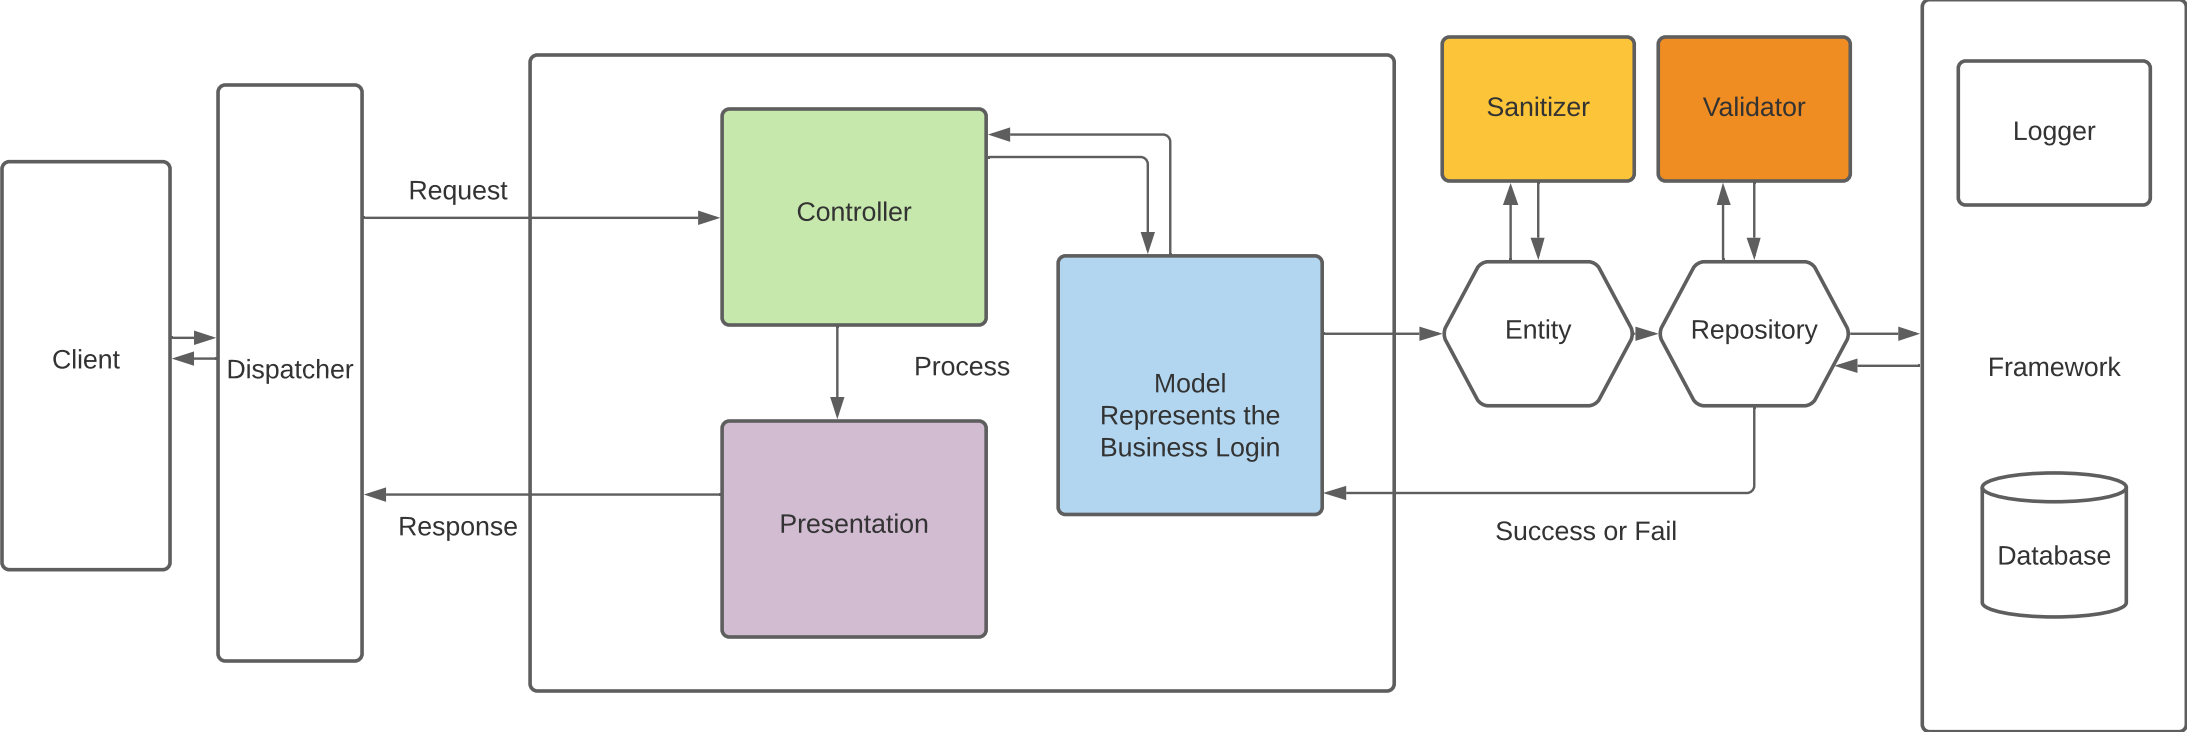 Client
Dispatcher
Request
Response
Controller
Process
Presentation
Model
Represents the
Business Login
Sanitizer
Validator
Entity
Repository
Success or Fail
Logger
Framework
Database